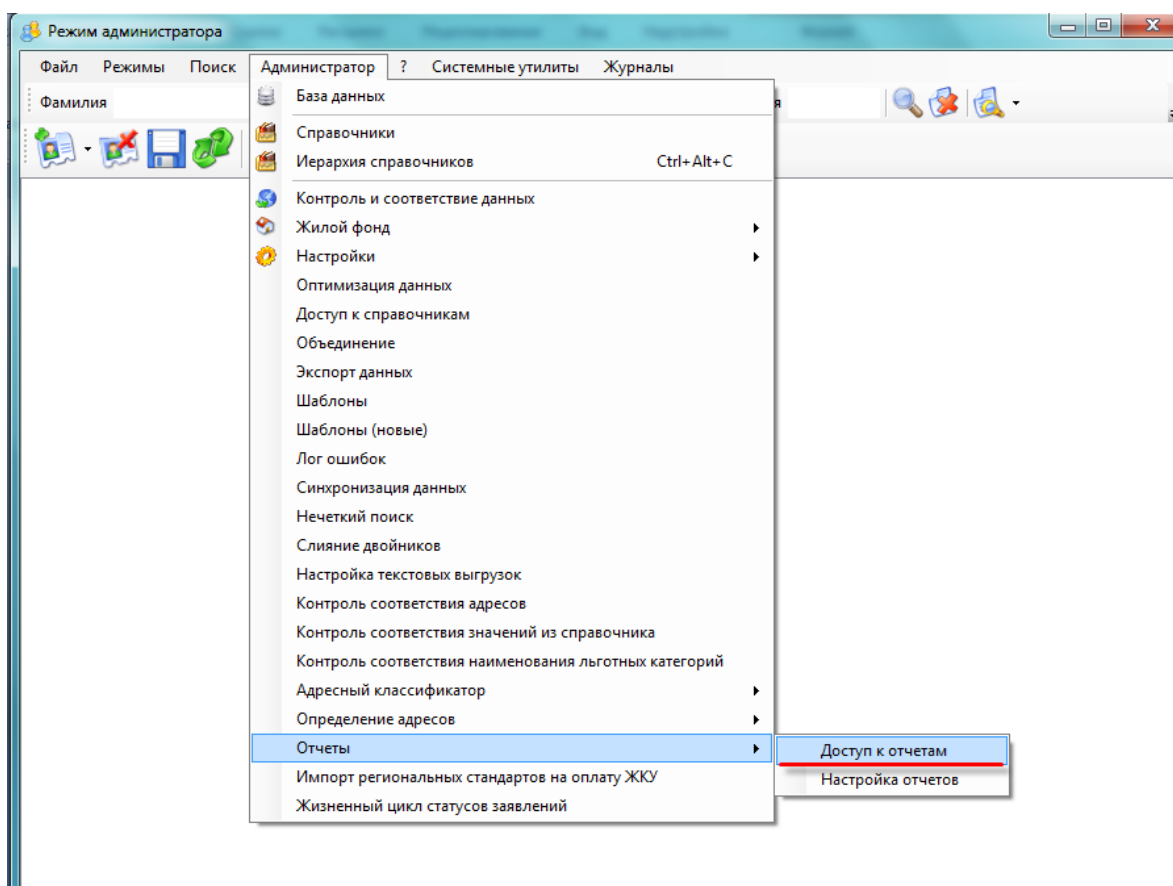 Режим администратора
Файл Режимы Поиск Администратор ? Системные утилиты Журналы
Фамилия я
База данных
Справочники
Иерархия справочников Ctrl+Alt+C
Контроль и соответствие данных
Жилой фонд
Настройки
Оптимизация данных
Доступ к справочникам
Объединение
Экспорт данных
Шаблоны
Шаблоны (новые)
Лог ошибок
Синхронизация данных
Нечеткий поиск
Слияние двойников
Настройка текстовых выгрузок
Контроль соответствия адресов
Контроль соответствия значений из справочника
Контроль соответствия наименования льготных категорий
Адресный классификатор
Определение адресов
Отчеты
Доступ к отчетам
Импорт региональных стандартов на оплату ЖКУ
Настройка отчетов
Жизненный цикл статусов заявлений